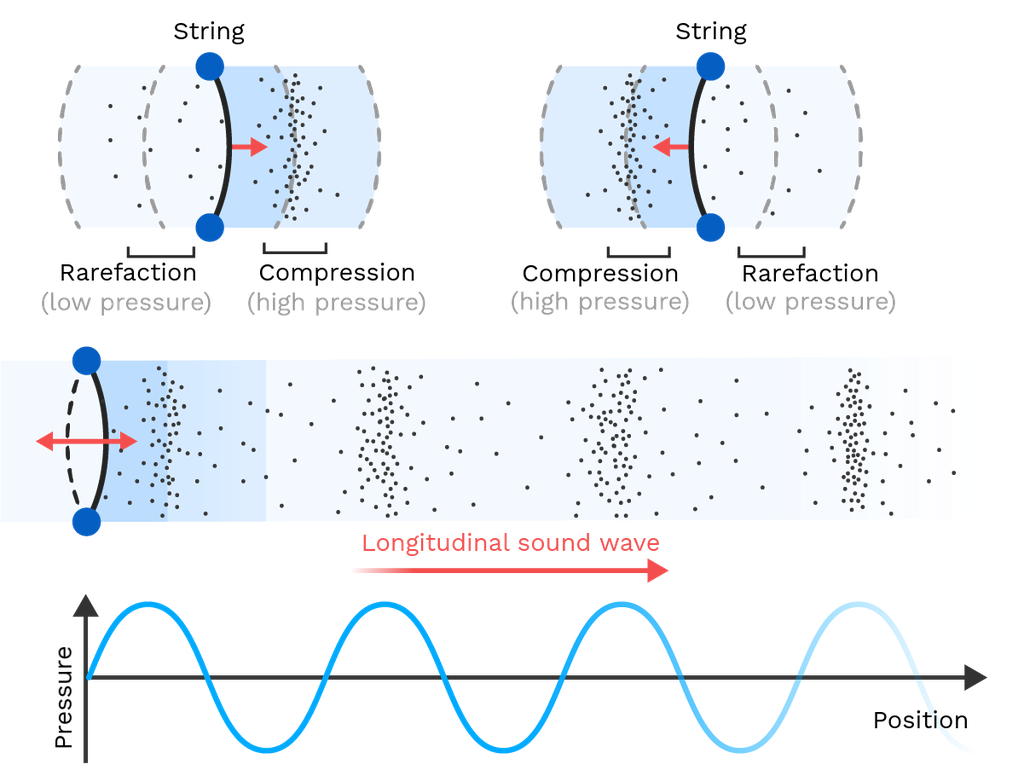 String
String
Rarefaction
(low pressure)
Compression
(high pressure)
Compression
(high pressure)
Rarefaction
(low pressure)
Longitudinal sound wave
Pressure
Position